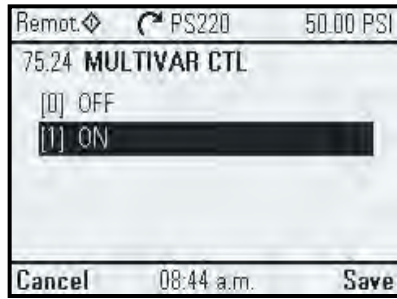 Remot. PS220 50.00 PSI
75.24 MULTIVAR CTL
[0] OFF
[1] ON
Cancel 08:44 a.m. Save